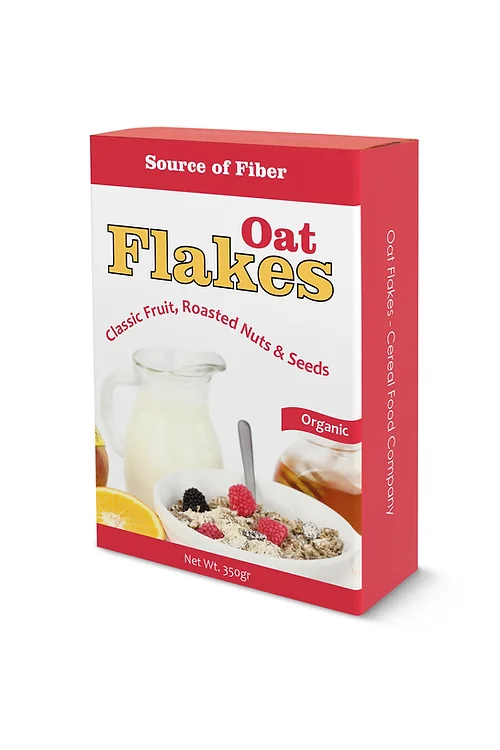 Source of Fiber
Oat
Flakes
Classic Fruit, Roasted Nuts & Seeds
Organic
Net Wt. 350gr
Oat Flakes - Cereal Food Company